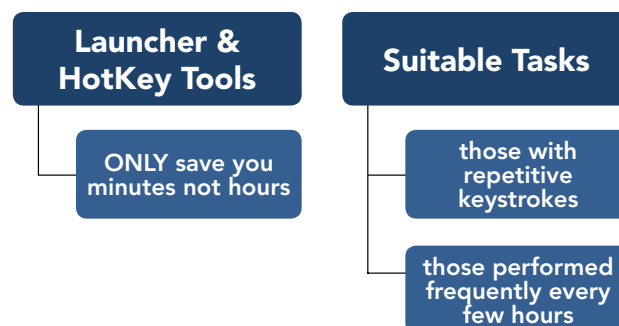 Launcher &
HotKey Tools
ONLY save you
minutes not hours
Suitable Tasks
those with
repetitive
keystrokes
those performed
frequently every
few hours